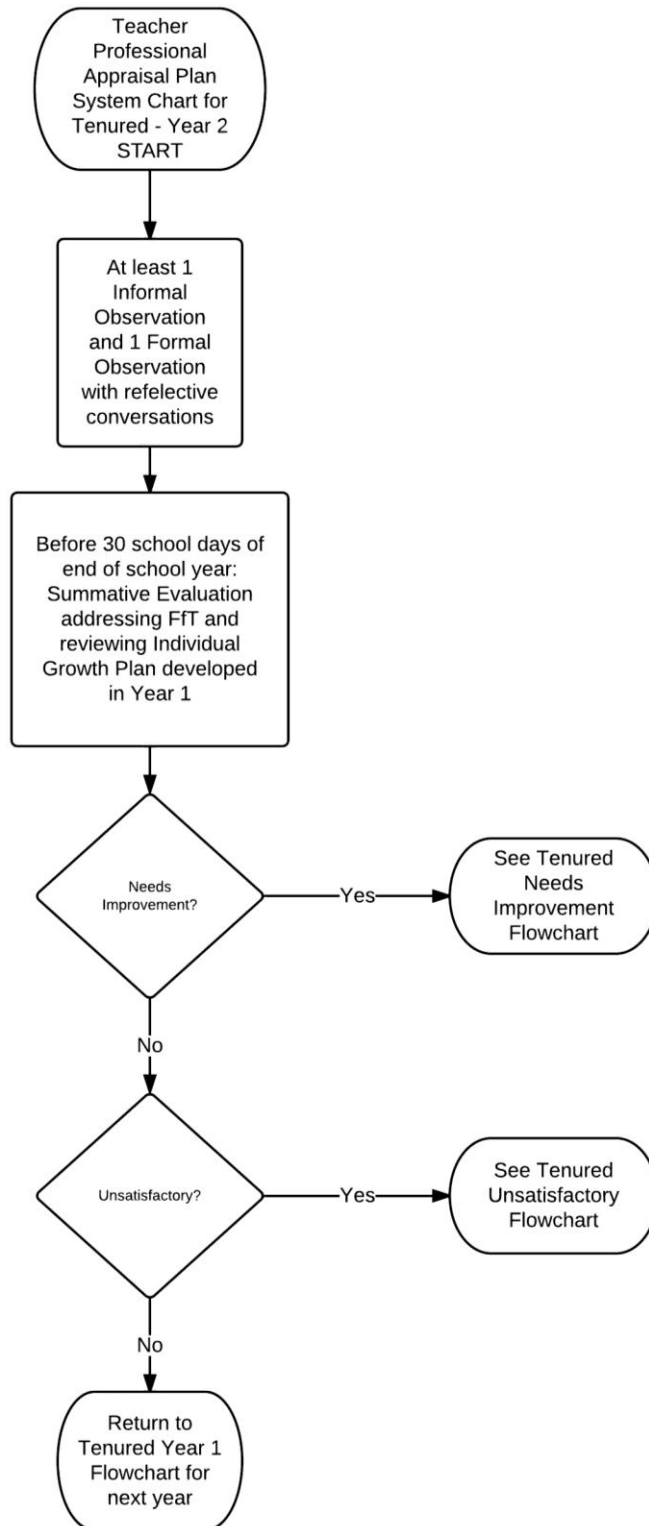 Teacher
Professional
Appraisal Plan
System Chart for
Tenured - Year 2
START
At least 1
Informal
Observation
and 1 Formal
Observation
with refelective
conversations
Before 30 school days of
end of school year:
Summative Evaluation
addressing FfT and
reviewing Individual
Growth Plan developed
in Year 1
Needs
Improvement?
Yes
See Tenured
Needs
Improvement
Flowchart
No
Unsatisfactory?
Yes
See Tenured
Unsatisfactory
Flowchart
No
Return to
Tenured Year 1
Flowchart for
next year